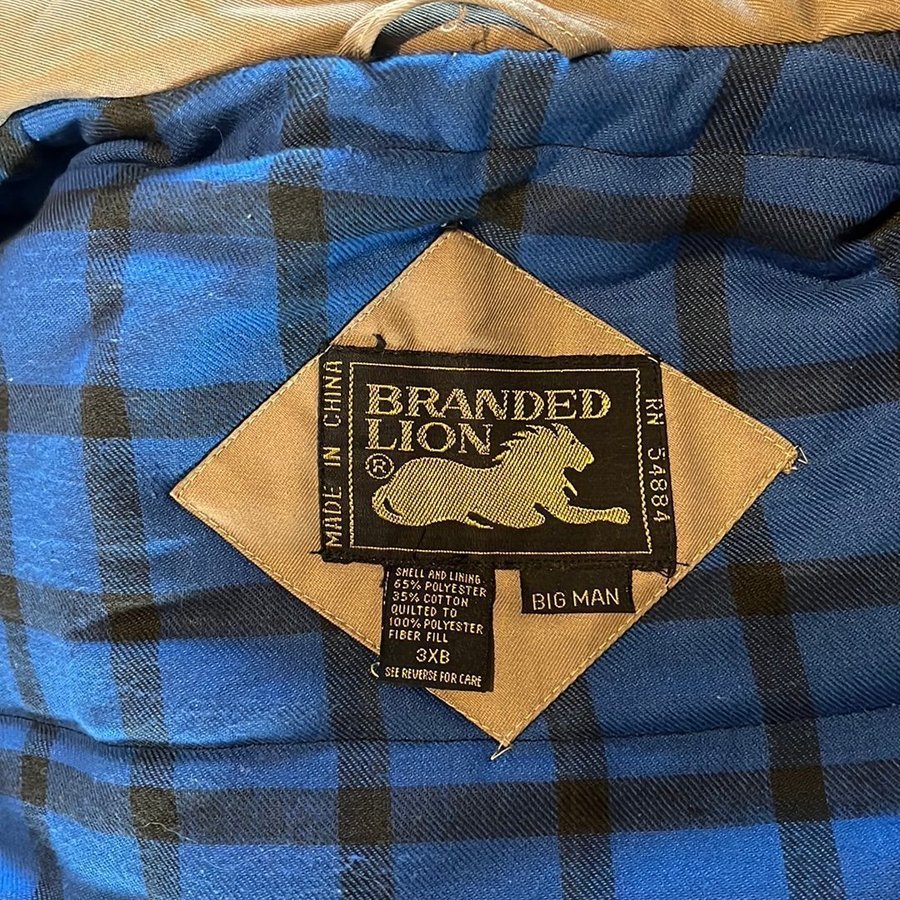 MADE IN CHINA
BRANDED
LION
®
RN 54884
SHELL AND LINING
65% POLYESTER
35% COTTON
QUILTED TO
100% POLYESTER
FIBER FILL
3XB
SEE REVERSE FOR CARE
BIG MAN